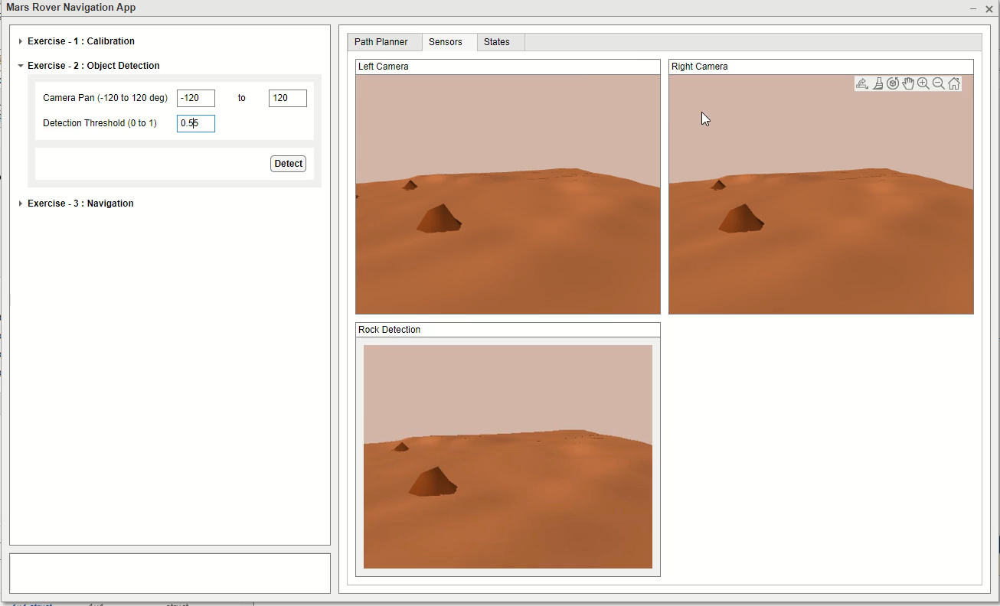 Mars Rover Navigation App
Exercise - 1 : Calibration
Exercise - 2 : Object Detection
Camera Pan (-120 to 120 deg) -120 to 120
Detection Threshold (0 to 1) 0.55
Detect
Exercise - 3 : Navigation
Path Planner Sensors States
Left Camera
Right Camera
Rock Detection